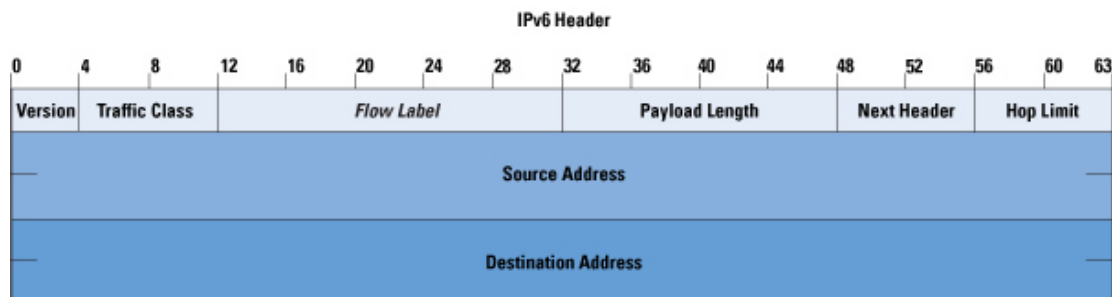 IPv6 Header
0 4 8 12 16 20 24 28 32 36 40 44 48 52 56 60 63
Version Traffic Class Flow Label Payload Length Next Header Hop Limit
Source Address
Destination Address